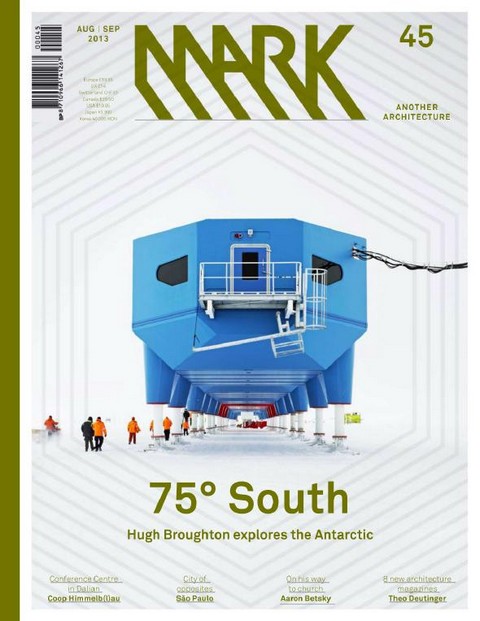 00045
AUG | SEP
2013
MARK
45
ANOTHER
ARCHITECTURE
75° South
Hugh Broughton explores the Antarctic
Conference Centre
in Dalian
Coop Himmelb(l)au
City of
opposites
São Paulo
On his way
to church
Aaron Betsky
8 new architecture
magazines
Theo Deutinger